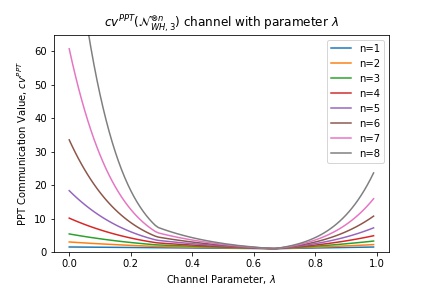 cv^{PPT}(𝒩^{⊗n}_{WH, 3}) channel with parameter λ
PPT Communication Value, cv^{PPT}
60
50
40
30
20
10
0
n=1
n=2
n=3
n=4
n=5
n=6
n=7
n=8
0.0 0.2 0.4 0.6 0.8 1.0
Channel Parameter, λ